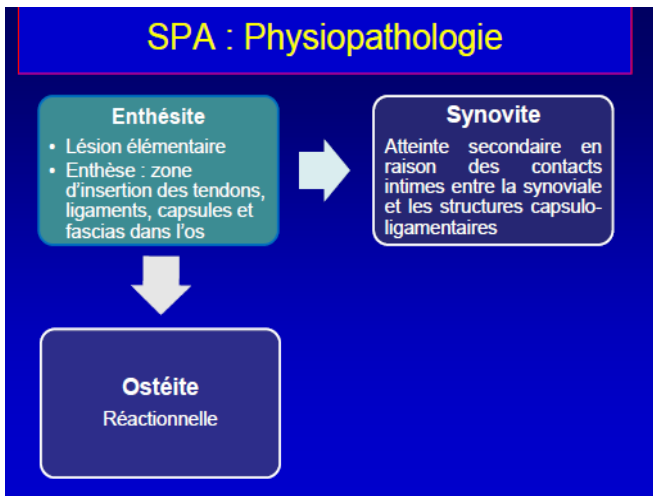 SPA : Physiopathologie
Enthésite
• Lésion élémentaire
• Enthèse : zone
d'insertion des tendons,
ligaments, capsules et
fascias dans l'os
Synovite
Atteinte secondaire en
raison des contacts
intimes entre la synoviale
et les structures capsulo-
ligamentaires
Ostéite
Réactionnelle